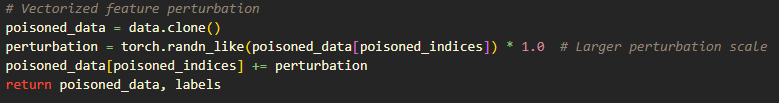 # Vectorized feature perturbation
poisoned_data = data.clone()
perturbation = torch.randn_like(poisoned_data[poisoned_indices]) * 1.0  # Larger perturbation scale
poisoned_data[poisoned_indices] += perturbation
return poisoned_data, labels